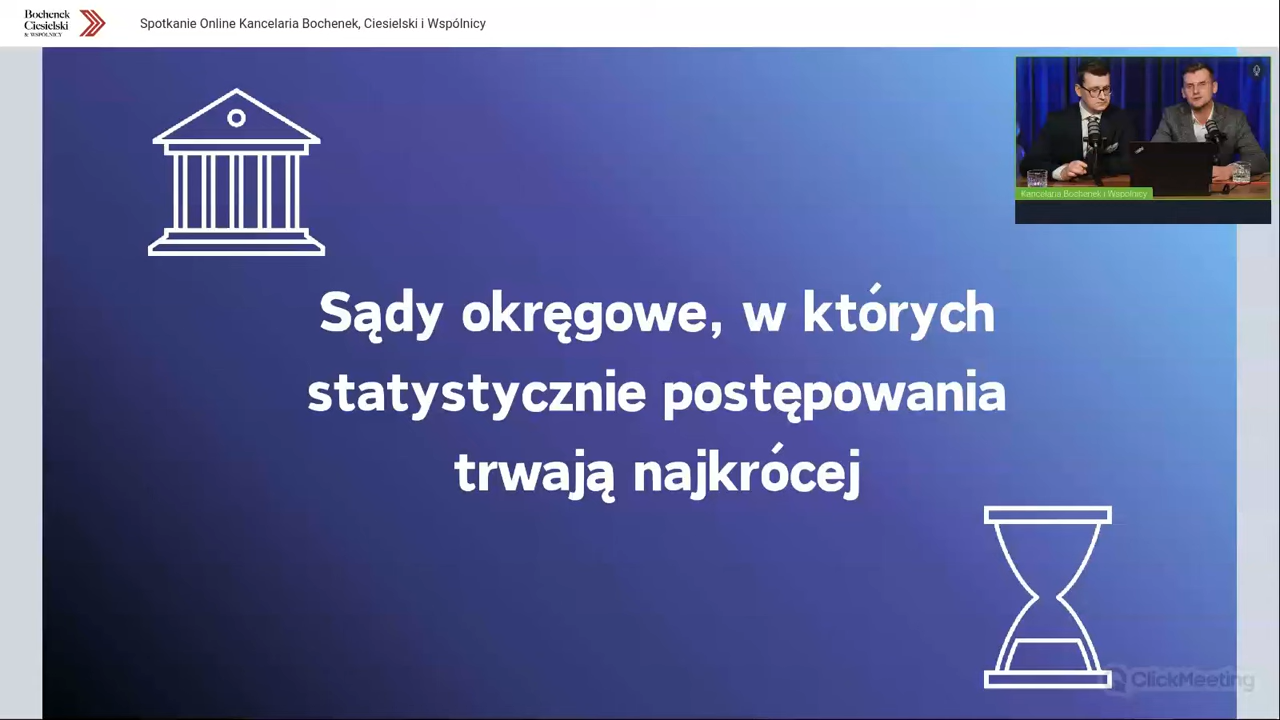 Bochenek
Ciesielski
& WSPÓLNICY
Spotkanie Online Kancelaria Bochenek, Ciesielski i Wspólnicy
Kancelaria Bochenek i Wspólnicy
Sądy okręgowe, w których
statystycznie postępowania
trwają najkrócej
ClickMeeting